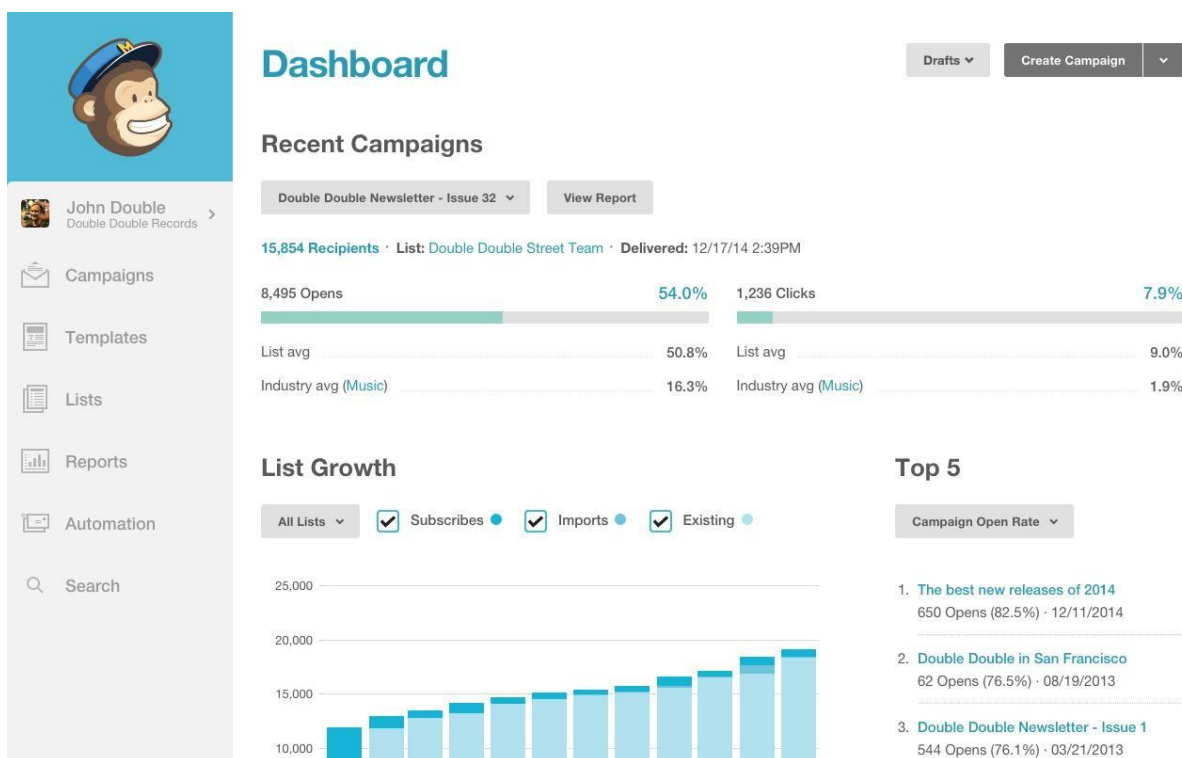 M
John Double
Double Double Records
Campaigns
Templates
Lists
Reports
Automation
Search
Dashboard
Drafts
Create Campaign
Recent Campaigns
Double Double Newsletter - Issue 32
View Report
15,854 Recipients · List: Double Double Street Team · Delivered: 12/17/14 2:39PM
8,495 Opens 54.0%
List avg 50.8%
Industry avg (Music) 16.3%
1,236 Clicks 7.9%
List avg 9.0%
Industry avg (Music) 1.9%
List Growth
All Lists Subscribes Imports Existing
25,000
20,000
15,000
10,000
Top 5
Campaign Open Rate
1. The best new releases of 2014
650 Opens (82.5%) · 12/11/2014
2. Double Double in San Francisco
62 Opens (76.5%) · 08/19/2013
3. Double Double Newsletter - Issue 1
544 Opens (76.1%) · 03/21/2013